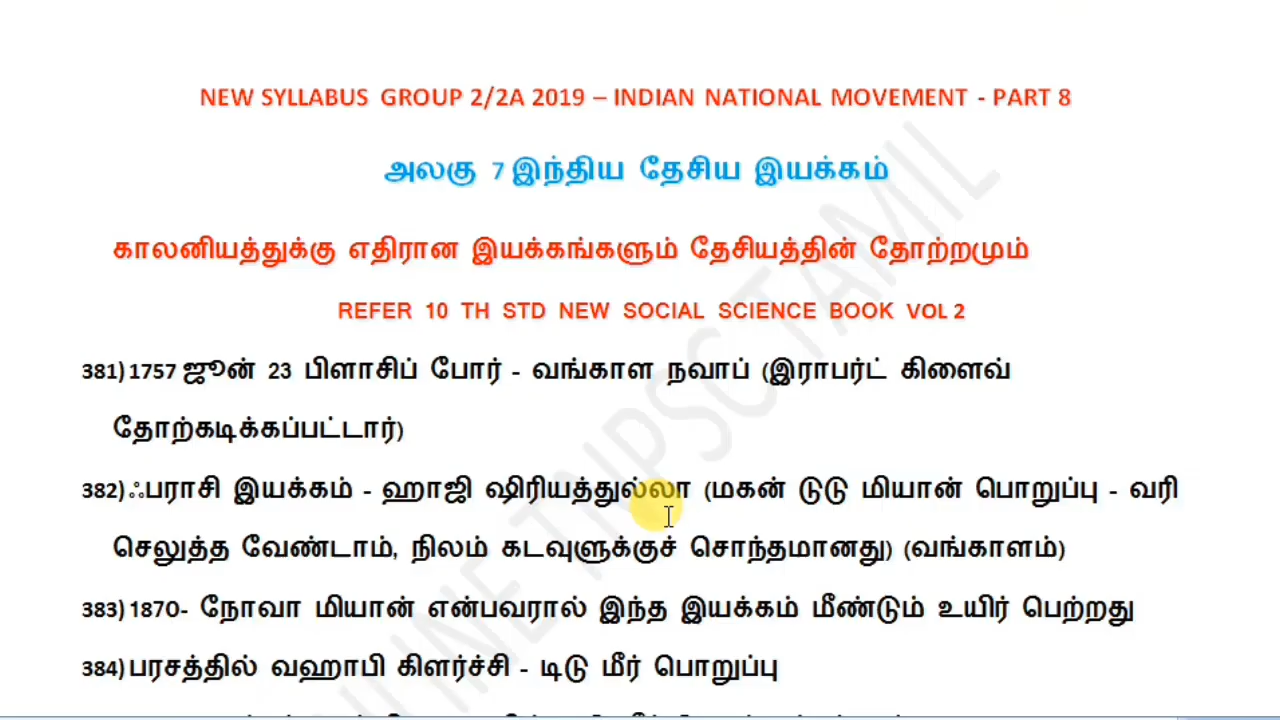 NEW SYLLABUS GROUP 2/2A 2019 – INDIAN NATIONAL MOVEMENT - PART 8
அலகு 7 இந்திய தேசிய இயக்கம்
காலனியத்துக்கு எதிரான இயக்கங்களும் தேசியத்தின் தோற்றமும்
REFER 10 TH STD NEW SOCIAL SCIENCE BOOK VOL 2
381) 1757 ஜூன் 23 பிளாசிப் போர் - வங்காள நவாப் (இராபர்ட் கிளைவ்
தோற்கடிக்கப்பட்டார்)
382) ஃபராசி இயக்கம் - ஹாஜி ஷிரியத்துல்லா (மகன் டுடு மியான் பொறுப்பு - வரி
செலுத்த வேண்டாம், நிலம் கடவுளுக்குச் சொந்தமானது) (வங்காளம்)
383) 1870- நோவா மியான் என்பவரால் இந்த இயக்கம் மீண்டும் உயிர் பெற்றது
384) பரசத்தில் வஹாபி கிளர்ச்சி - டிடு மீர் பொறுப்பு
TNPSC TAMIL